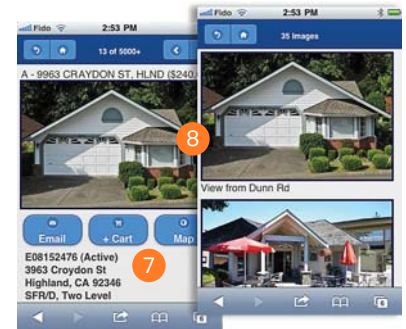 Fido 2:53 PM
13 of 5000+
A - 9963 CRAYDON ST, HLND ($240,
Email
+ Cart
Map
7
E08152476 (Active)
3963 Croydon St
Highland, CA 92346
SFR/D, Two Level
6
Fido 2:53 PM
35 Images
8
View from Dunn Rd
6